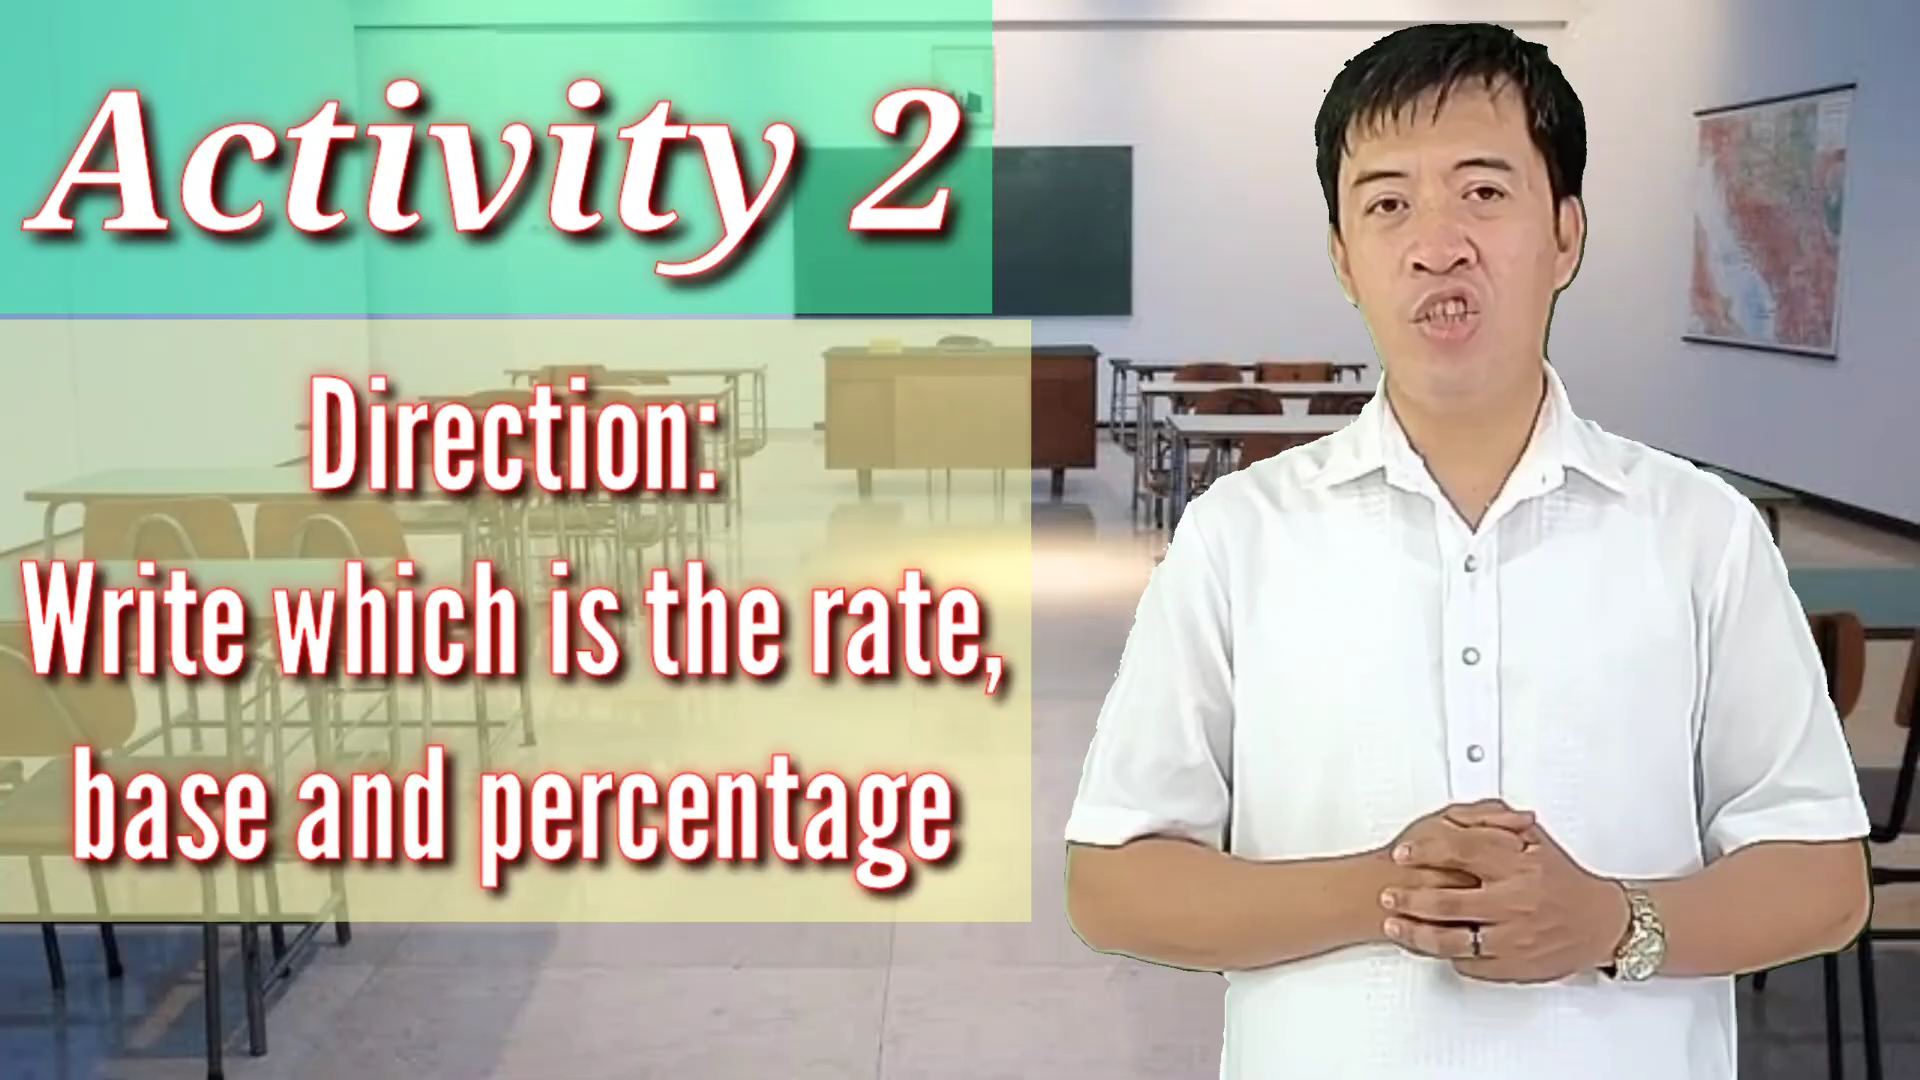 Activity 2
Direction:
Write which is the rate,
base and percentage